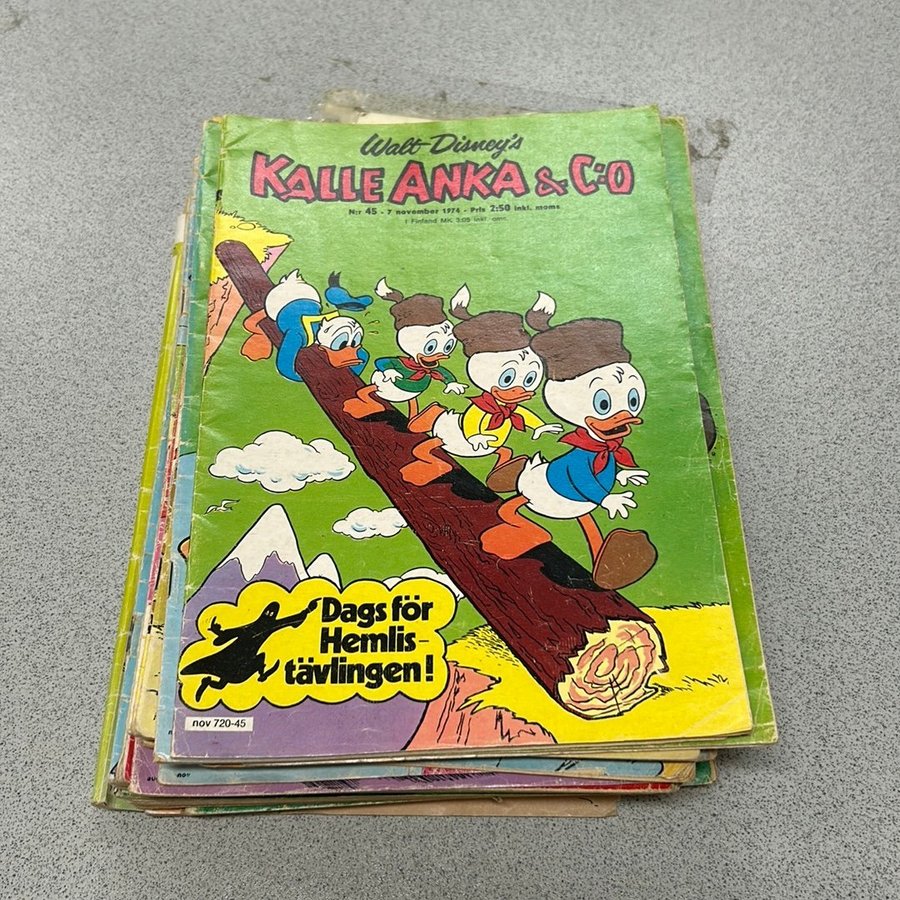 Walt Disney's
KALLE ANKA & C:O
N:r 45 - 7 november 1974 - Pris 2:50 inkl. moms
I Finland MK 3:05 inkl. oms.
Dags för
Hemlis-
tävlingen!
nov 720-45